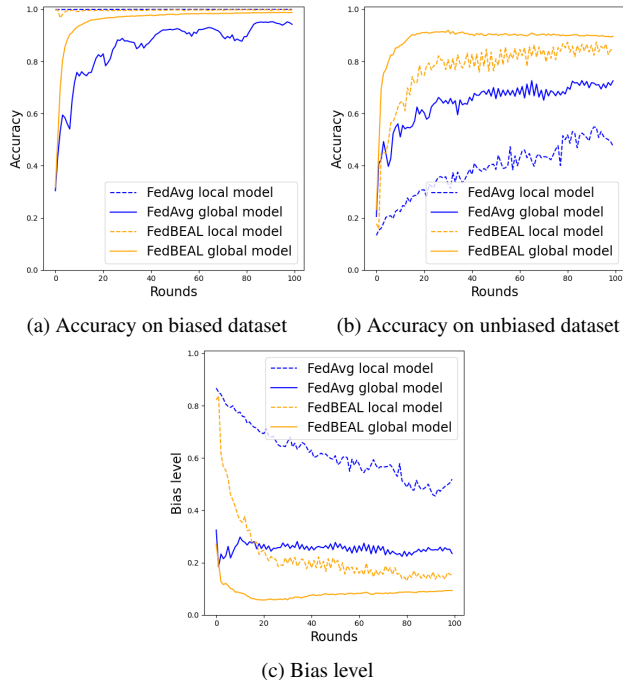 1.0
0.8
0.6
0.4
0.2
0.0
Accuracy
FedAvg local model
FedAvg global model
FedBEAL local model
FedBEAL global model
0 20 40 60 80 100
Rounds
(a) Accuracy on biased dataset
1.0
0.8
0.6
0.4
0.2
0.0
Accuracy
FedAvg local model
FedAvg global model
FedBEAL local model
FedBEAL global model
0 20 40 60 80 100
Rounds
(b) Accuracy on unbiased dataset
1.0
0.8
0.6
0.4
0.2
0.0
Bias level
FedAvg local model
FedAvg global model
FedBEAL local model
FedBEAL global model
0 20 40 60 80 100
Rounds
(c) Bias level